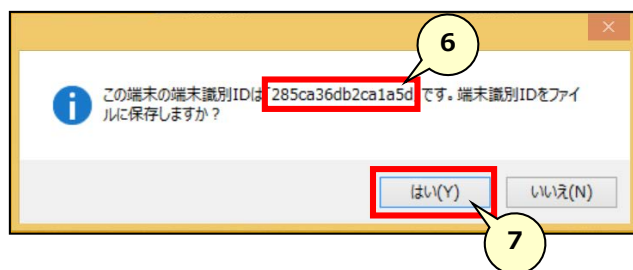 6
この端末の端末識別IDは「285ca36db2ca1a5d」です。端末識別IDをファイ
ルに保存しますか？
はい(Y)
いいえ(N)
7